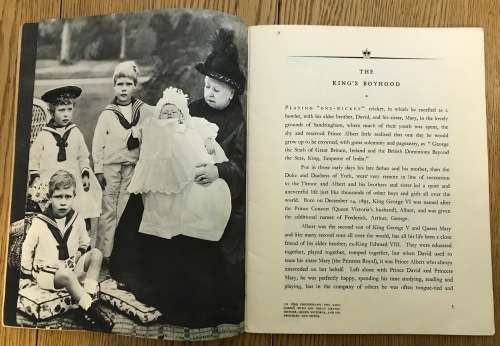 THE
KING'S BOYHOOD
PLAYING "ONE-WICKET" cricket, in which he excelled as a
bowler, with his elder brother, David, and his sister, Mary, in the lovely
grounds of Sandringham, where much of their youth was spent, the
shy and reserved Prince Albert little realised that one day he would
grow up to be crowned, with game solemnity and pageantry, as " George
the Sixth of Great Britain, Ireland and the British Dominions Beyond
the Seas, King, Emperor of India."
For in those early days his late father and his mother, then the
Duke and Duchess of York, were very remote in line of succession
to the Throne and Albert and his brothers and sister led a quiet and
uneventful life just like thousands of other boys and girls all over the
world. Born on December 14, 1895, King George VI was named after
the Prince Consort (Queen Victoria's husband), Albert, and was given
the additional names of Frederick, Arthur, George.
Albert was the second son of King George V and Queen Mary
and like many second sons all over the world, has all his life been a close
friend of his elder brother, ex-King Edward VIII. They were educated
together, played together, romped together, but when David used to
tease his sister Mary (the Princess Royal), it was Prince Albert who always
interceded on her behalf. Left alone with Prince David and Princess
Mary, he was perfectly happy, spending his time studying, reading and
playing, but in the company of others he was often tongue-tied and